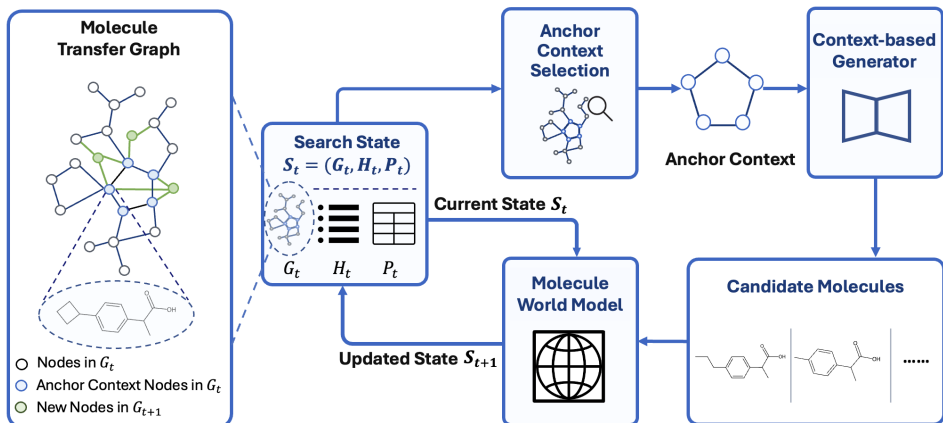 Molecule
Transfer Graph
OH
Nodes in G_t
Anchor Context Nodes in G_t
New Nodes in G_{t+1}
Search State
S_t = (G_t, H_t, P_t)
G_t H_t P_t
Anchor
Context
Selection
Anchor Context
Context-based
Generator
Current State S_t
Molecule
World Model
Updated State S_{t+1}
Candidate Molecules
O
OH
O
OH
......